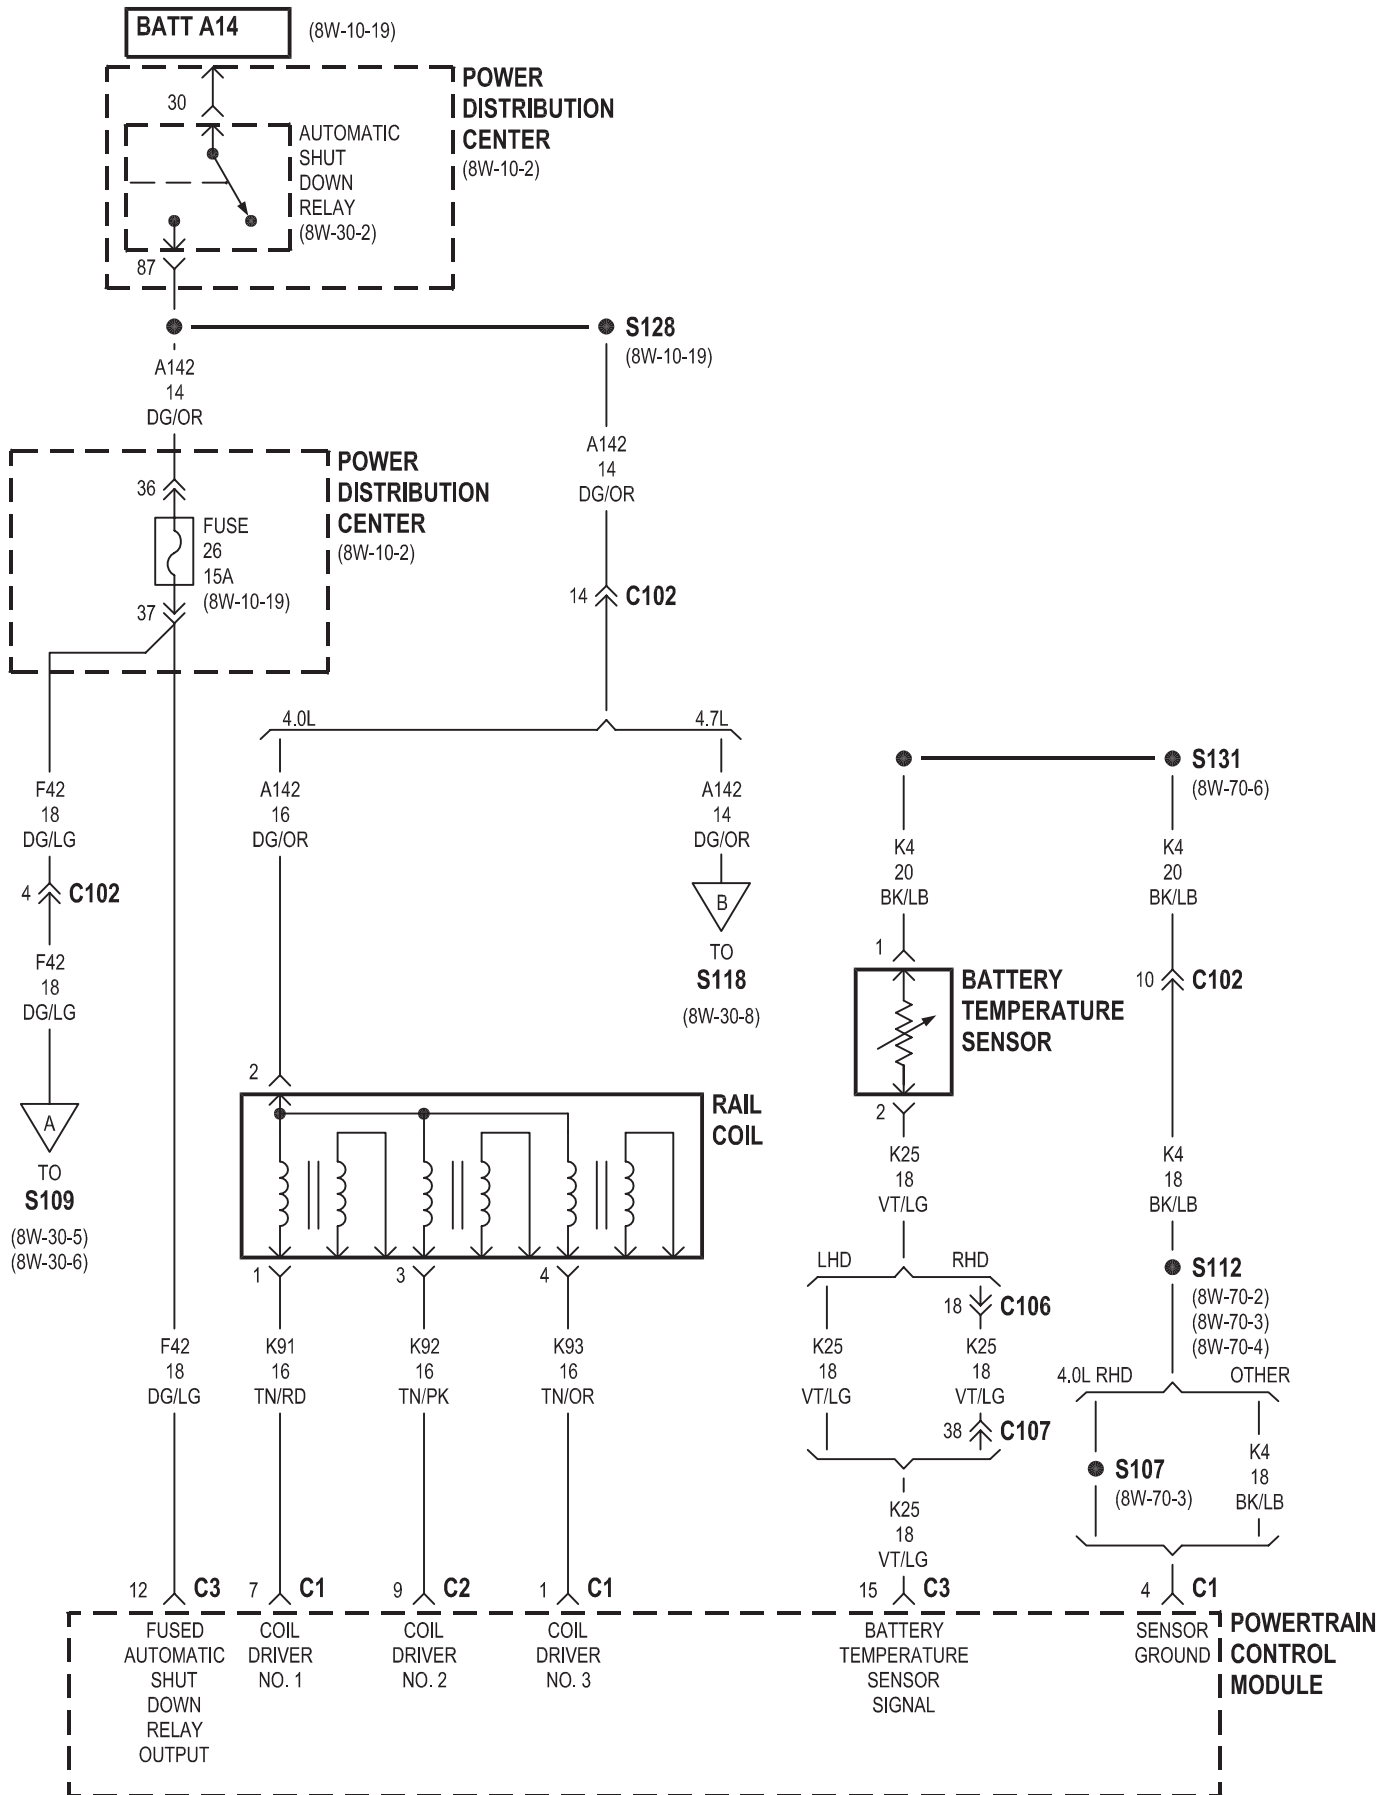 BATT A14
(8W-10-19)
POWER
DISTRIBUTION
CENTER
(8W-10-2)
30
AUTOMATIC
SHUT
DOWN
RELAY
(8W-30-2)
87
S128
(8W-10-19)
A142
14
DG/OR
A142
14
DG/OR
POWER
DISTRIBUTION
CENTER
(8W-10-2)
36
FUSE
26
15A
(8W-10-19)
37
14
C102
4.0L
4.7L
F42
18
DG/LG
A142
16
DG/OR
A142
14
DG/OR
S131
(8W-70-6)
K4
20
BK/LB
K4
20
BK/LB
4
C102
B
TO
S118
(8W-30-8)
F42
18
DG/LG
1
BATTERY
TEMPERATURE
SENSOR
10
C102
2
A
TO
S109
(8W-30-5)
(8W-30-6)
2
RAIL
COIL
K25
18
VT/LG
K4
18
BK/LB
1
3
4
LHD
RHD
S112
(8W-70-2)
(8W-70-3)
(8W-70-4)
18
C106
F42
18
DG/LG
K91
16
TN/RD
K92
16
TN/PK
K93
16
TN/OR
K25
18
VT/LG
K25
18
VT/LG
4.0L RHD
OTHER
38
C107
S107
(8W-70-3)
K4
18
BK/LB
K25
18
VT/LG
12
C3
7
C1
9
C2
1
C1
15
C3
4
C1
FUSED
AUTOMATIC
SHUT
DOWN
RELAY
OUTPUT
COIL
DRIVER
NO. 1
COIL
DRIVER
NO. 2
COIL
DRIVER
NO. 3
BATTERY
TEMPERATURE
SENSOR
SIGNAL
SENSOR
GROUND
POWERTRAIN
CONTROL
MODULE